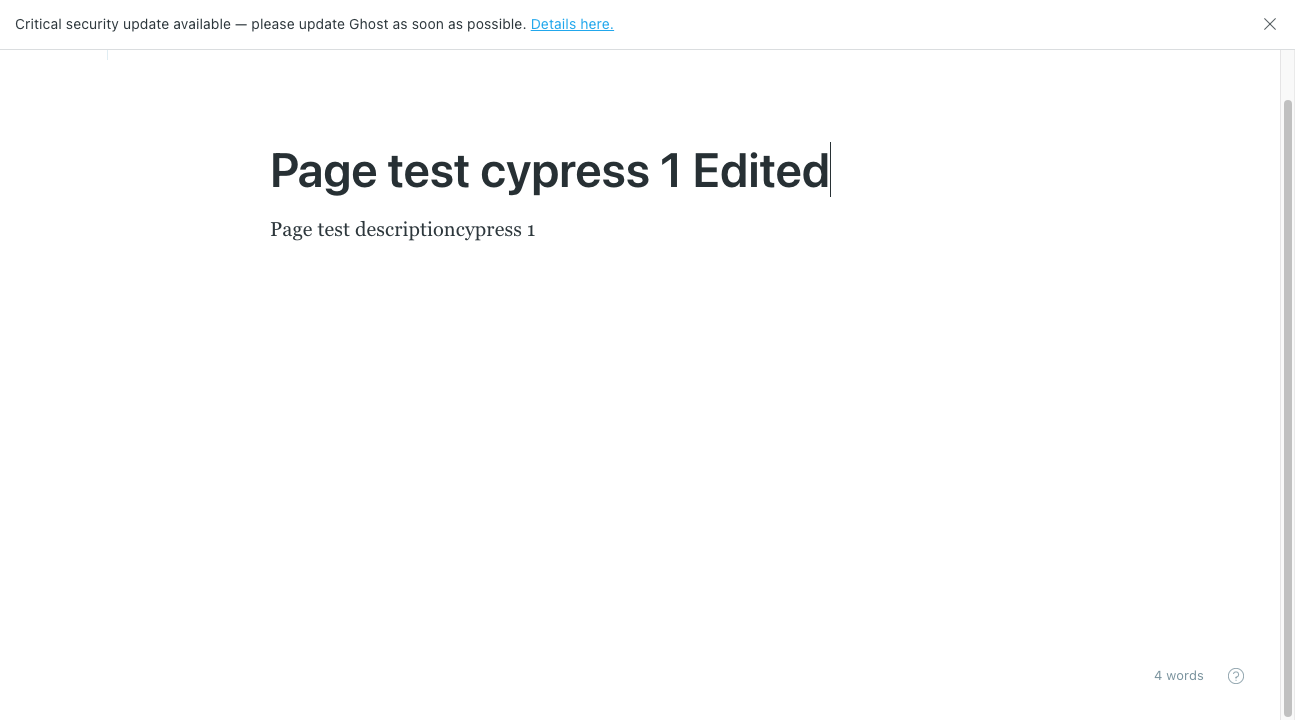 Critical security update available — please update Ghost as soon as possible. Details here.
Page test cypress 1 Edited
Page test descriptioncypress 1
4 words